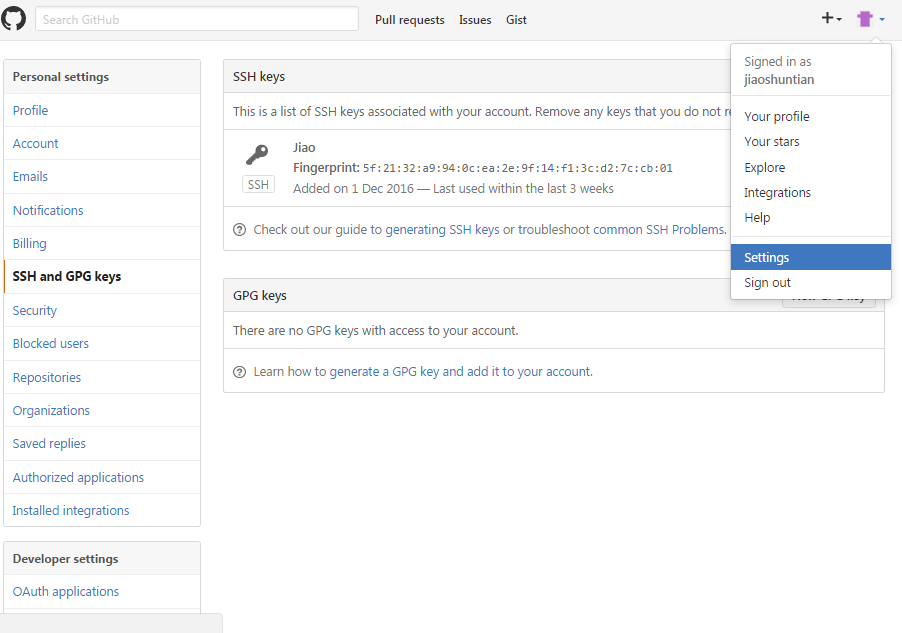 Search GitHub
Pull requests Issues Gist
Signed in as
jiaoshuntian
Your profile
Your stars
Explore
Integrations
Help
Settings
Sign out
Personal settings
Profile
Account
Emails
Notifications
Billing
SSH and GPG keys
Security
Blocked users
Repositories
Organizations
Saved replies
Authorized applications
Installed integrations
Developer settings
OAuth applications
SSH keys
This is a list of SSH keys associated with your account. Remove any keys that you do not
Jiao
Fingerprint: 5f:21:32:a9:94:0c:ea:2e:9f:14:f1:3c:d2:7c:cb:01
SSH
Added on 1 Dec 2016 — Last used within the last 3 weeks
Check out our guide to generating SSH keys or troubleshoot common SSH Problems.
GPG keys
There are no GPG keys with access to your account.
Learn how to generate a GPG key and add it to your account.